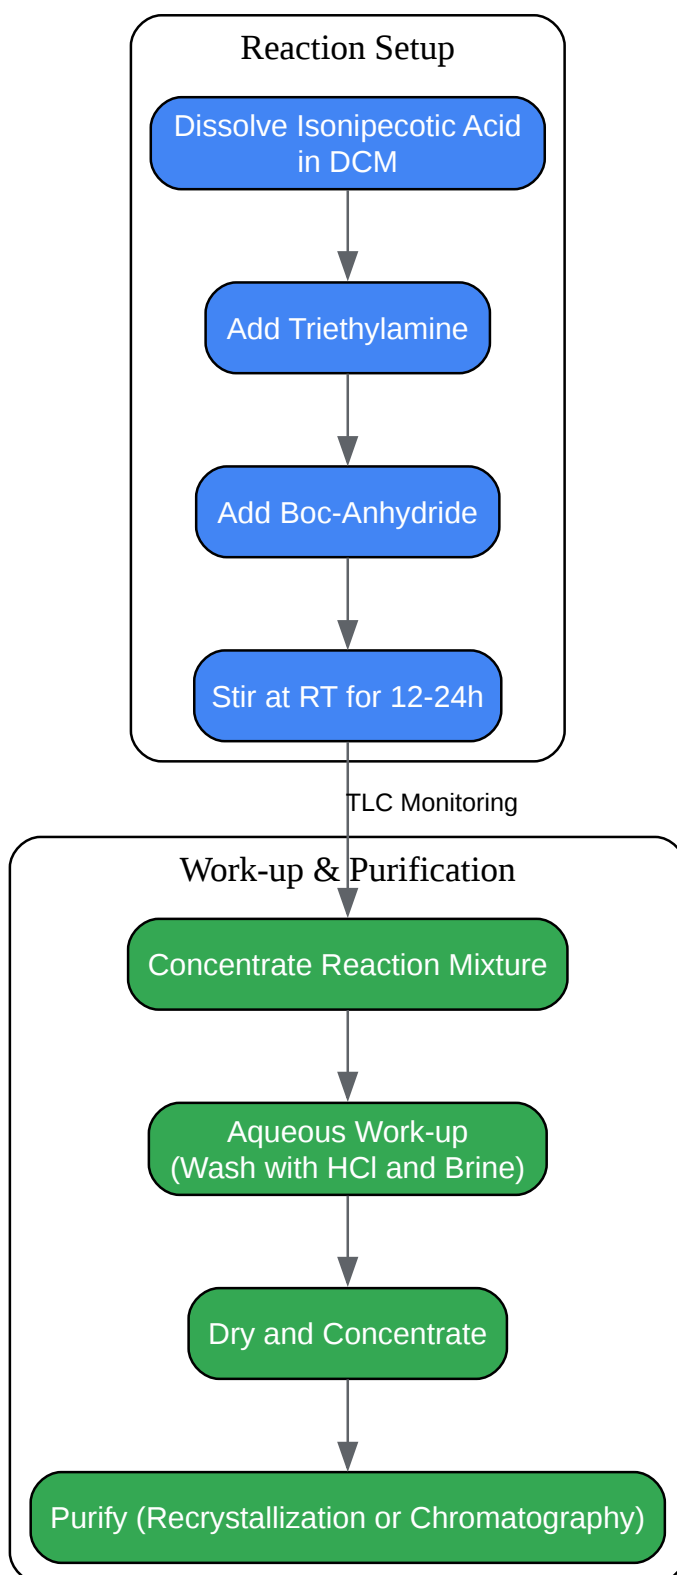 Reaction Setup
Dissolve Isonipecotic Acid
in DCM
Add Triethylamine
Add Boc-Anhydride
Stir at RT for 12-24h
TLC Monitoring
Work-up & Purification
Concentrate Reaction Mixture
Aqueous Work-up
(Wash with HCl and Brine)
Dry and Concentrate
Purify (Recrystallization or Chromatography)